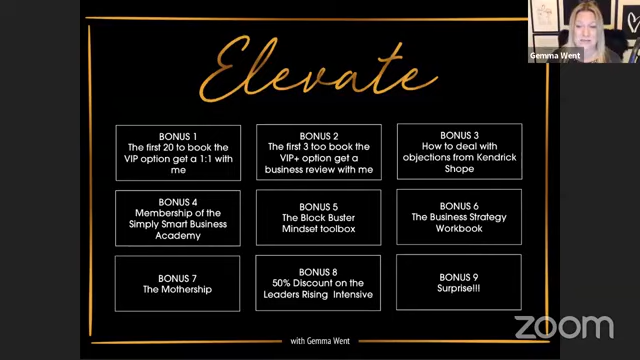 Elevate
BONUS 1
The first 20 to book the
VIP option get a 1:1 with
me
BONUS 2
The first 3 too book the
VIP+ option get a
business review with me
BONUS 3
How to deal with
objections from Kendrick
Shope
BONUS 4
Membership of the
Simply Smart Business
Academy
BONUS 5
The Block Buster
Mindset toolbox
BONUS 6
The Business Strategy
Workbook
BONUS 7
The Mothership
BONUS 8
50% Discount on the
Leaders Rising Intensive
BONUS 9
Surprise!!!
with Gemma Went
Gemma Went
zoom